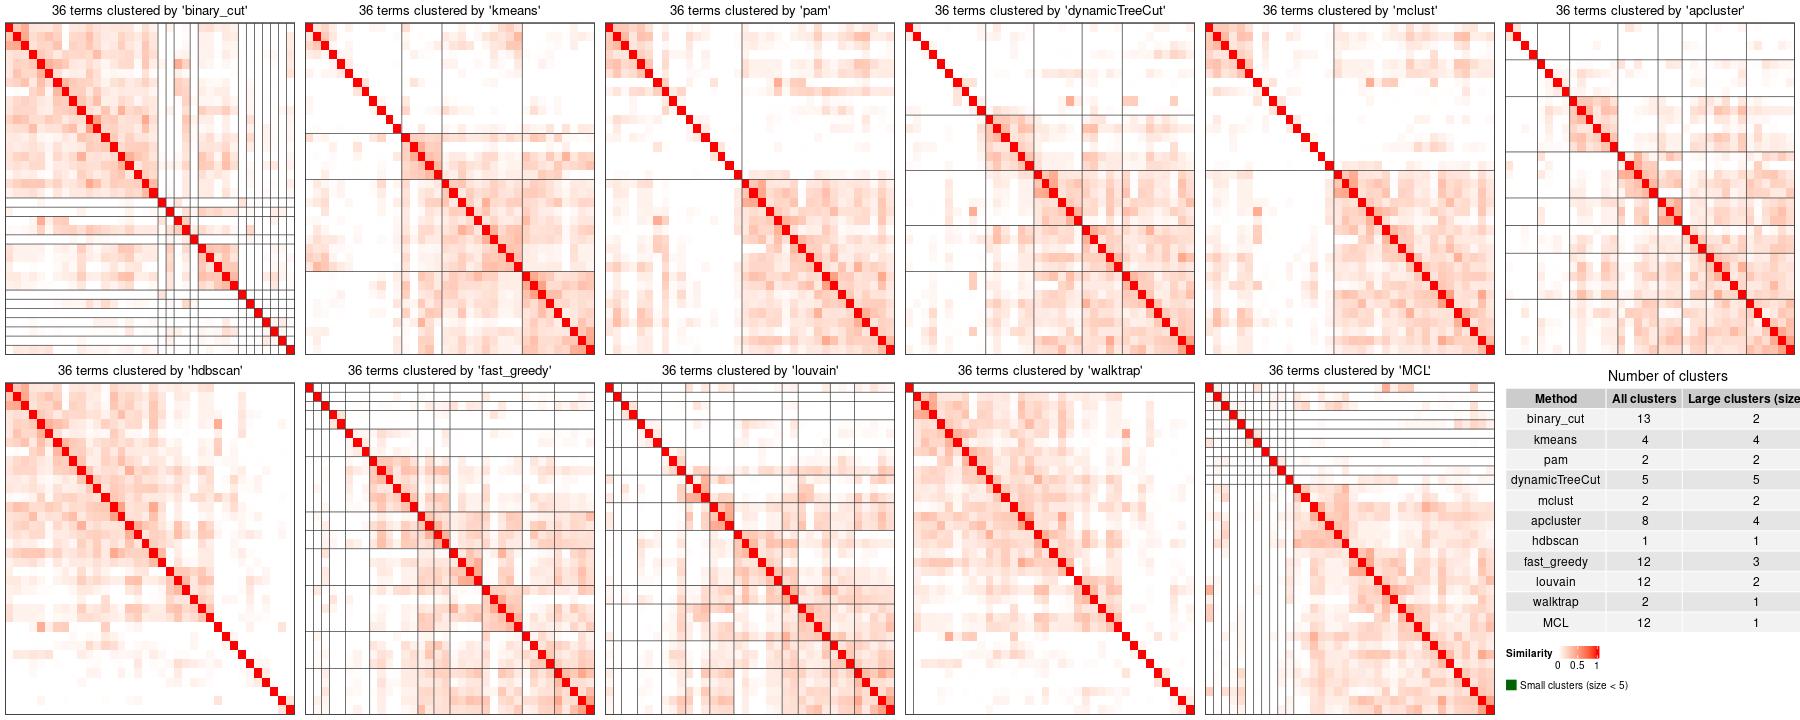 36 terms clustered by 'binary_cut'
36 terms clustered by 'kmeans'
36 terms clustered by 'pam'
36 terms clustered by 'dynamicTreeCut'
36 terms clustered by 'mclust'
36 terms clustered by 'apcluster'
36 terms clustered by 'hdbscan'
36 terms clustered by 'fast_greedy'
36 terms clustered by 'louvain'
36 terms clustered by 'walktrap'
36 terms clustered by 'MCL'
Number of clusters
Method All clusters Large clusters (size
binary_cut 13 2
kmeans 4 4
pam 2 2
dynamicTreeCut 5 5
mclust 2 2
apcluster 8 4
hdbscan 1 1
fast_greedy 12 3
louvain 12 2
walktrap 2 1
MCL 12 1
Similarity
0 0.5 1
Small clusters (size < 5)